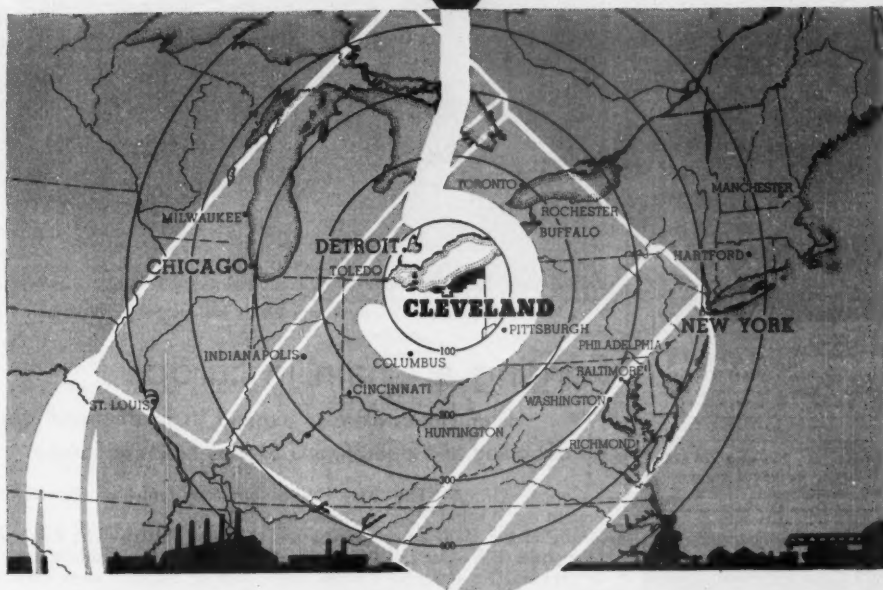 TORONTO
MANCHESTER
MILWAUKEE
ROCHESTER
BUFFALO
DETROIT
HARTFORD
CHICAGO
TOLEDO
CLEVELAND
NEW YORK
PITTSBURGH
PHILADELPHIA
100
INDIANAPOLIS
COLUMBUS
BALTIMORE
CINCINNATI
WASHINGTON
ST. LOUIS
200
HUNTINGTON
RICHMOND
300
400